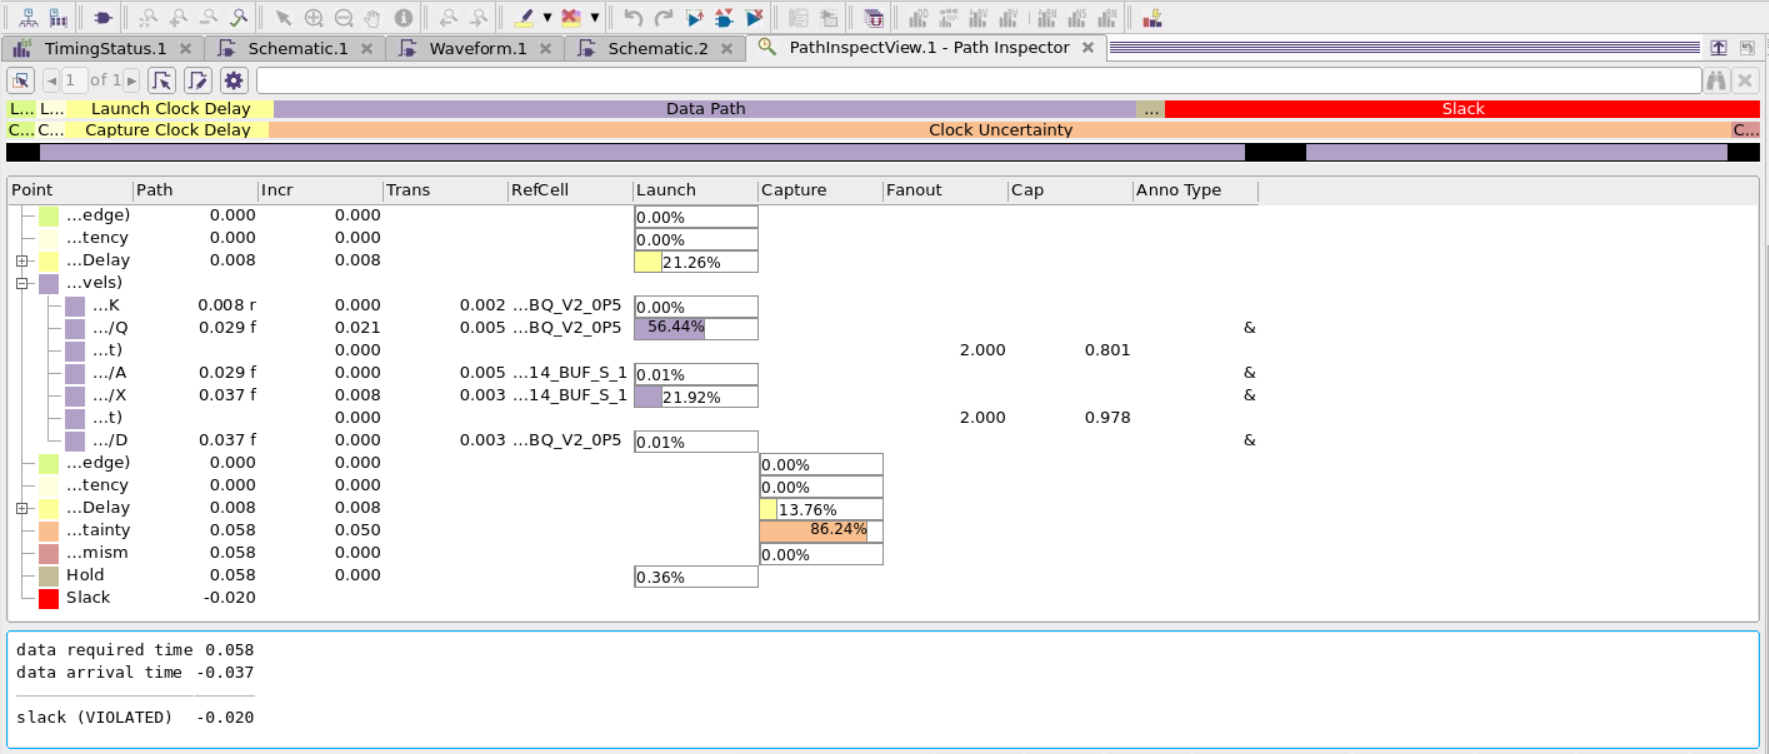 TimingStatus.1 Schematic.1 Waveform.1 Schematic.2 PathInspectView.1 - Path Inspector
1 of 1
L... L... Launch Clock Delay Data Path ... Slack
C... C... Capture Clock Delay Clock Uncertainty C...
Point Path Incr Trans RefCell Launch Capture Fanout Cap Anno Type
...edge) 0.000 0.000 0.00%
...tency 0.000 0.000 0.00%
...Delay 0.008 0.008 21.26%
...vels)
...K 0.008 r 0.000 0.002 ...BQ_V2_0P5 0.00%
.../Q 0.029 f 0.021 0.005 ...BQ_V2_0P5 56.44% &
...t) 0.000 2.000 0.801
.../A 0.029 f 0.000 0.005 ...14_BUF_S_1 0.01% &
.../X 0.037 f 0.008 0.003 ...14_BUF_S_1 21.92% &
...t) 0.000 2.000 0.978
.../D 0.037 f 0.000 0.003 ...BQ_V2_0P5 0.01% &
...edge) 0.000 0.000 0.00%
...tency 0.000 0.000 0.00%
...Delay 0.008 0.008 13.76%
...tainty 0.058 0.050 86.24%
...mism 0.058 0.000 0.00%
Hold 0.058 0.000 0.36%
Slack -0.020
data required time 0.058
data arrival time -0.037
slack (VIOLATED) -0.020